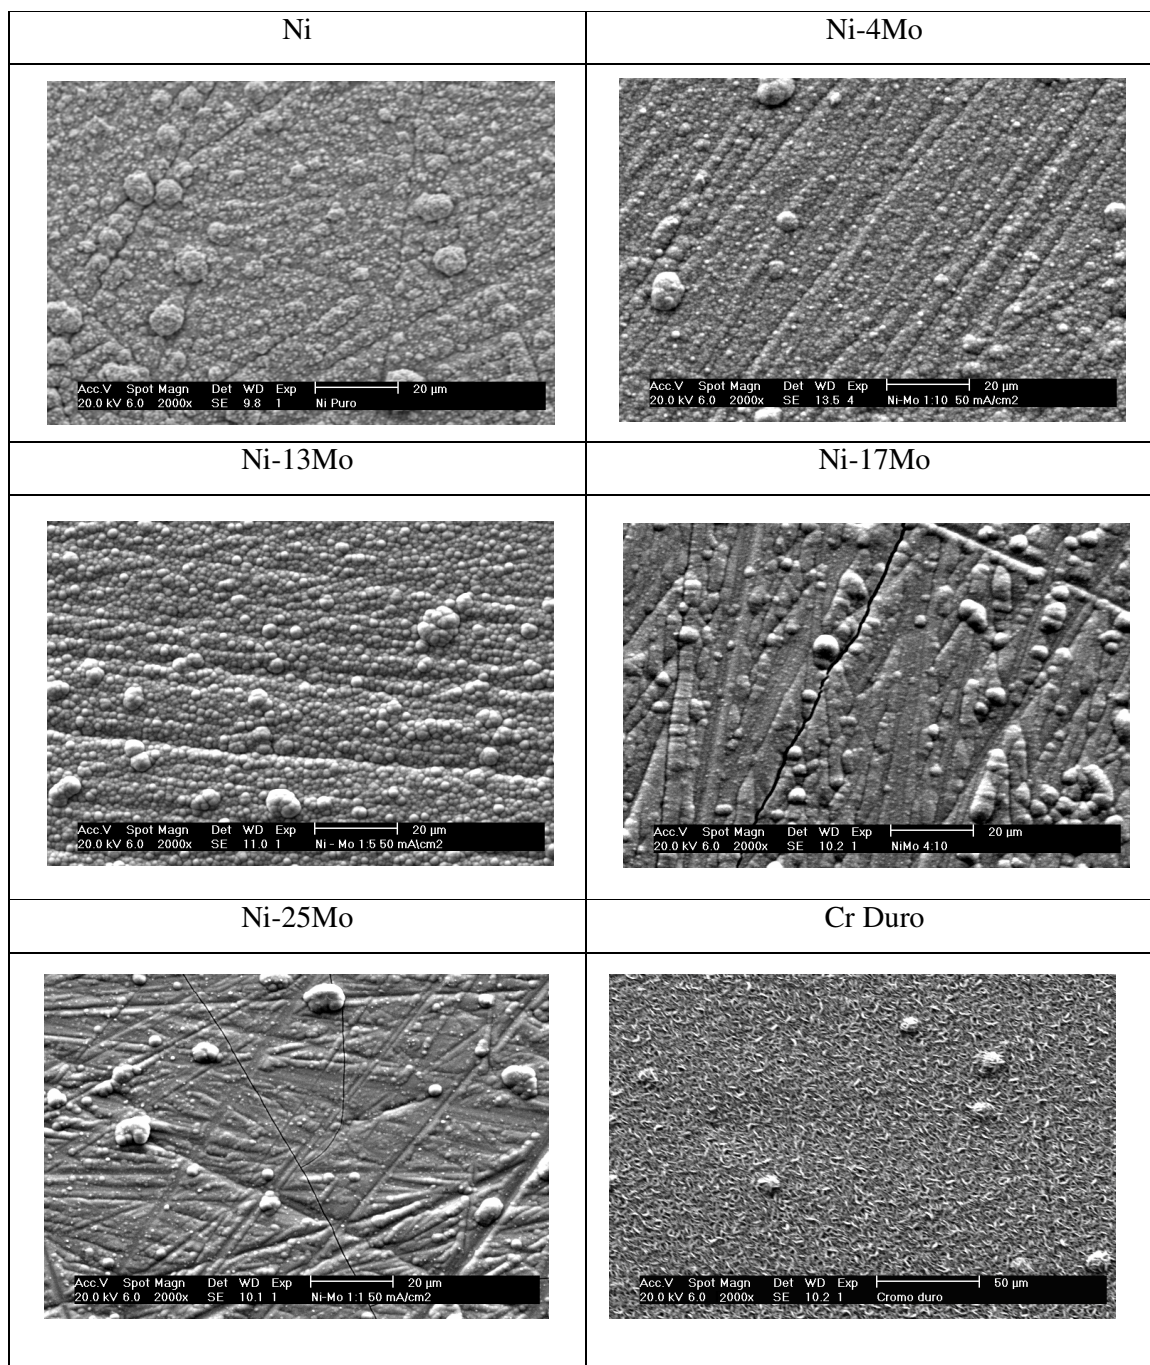 Ni
Ni-4Mo
Acc.V Spot Magn Det WD Exp 20 µm
20.0 kV 6.0 2000x SE 9.8 1 Ni Puro
Acc.V Spot Magn Det WD Exp 20 µm
20.0 kV 6.0 2000x SE 13.5 4 Ni-Mo 1:10 50 mA/cm2
Ni-13Mo
Ni-17Mo
Acc.V Spot Magn Det WD Exp 20 µm
20.0 kV 6.0 2000x SE 11.0 1 Ni - Mo 1:5 50 mA\cm2
Acc.V Spot Magn Det WD Exp 20 µm
20.0 kV 6.0 2000x SE 10.2 1 NiMo 4:10
Ni-25Mo
Cr Duro
Acc.V Spot Magn Det WD Exp 20 µm
20.0 kV 6.0 2000x SE 10.1 1 Ni-Mo 1:1 50 mA/cm2
Acc.V Spot Magn Det WD Exp 50 µm
20.0 kV 6.0 1000x SE 10.2 1 Cromo duro